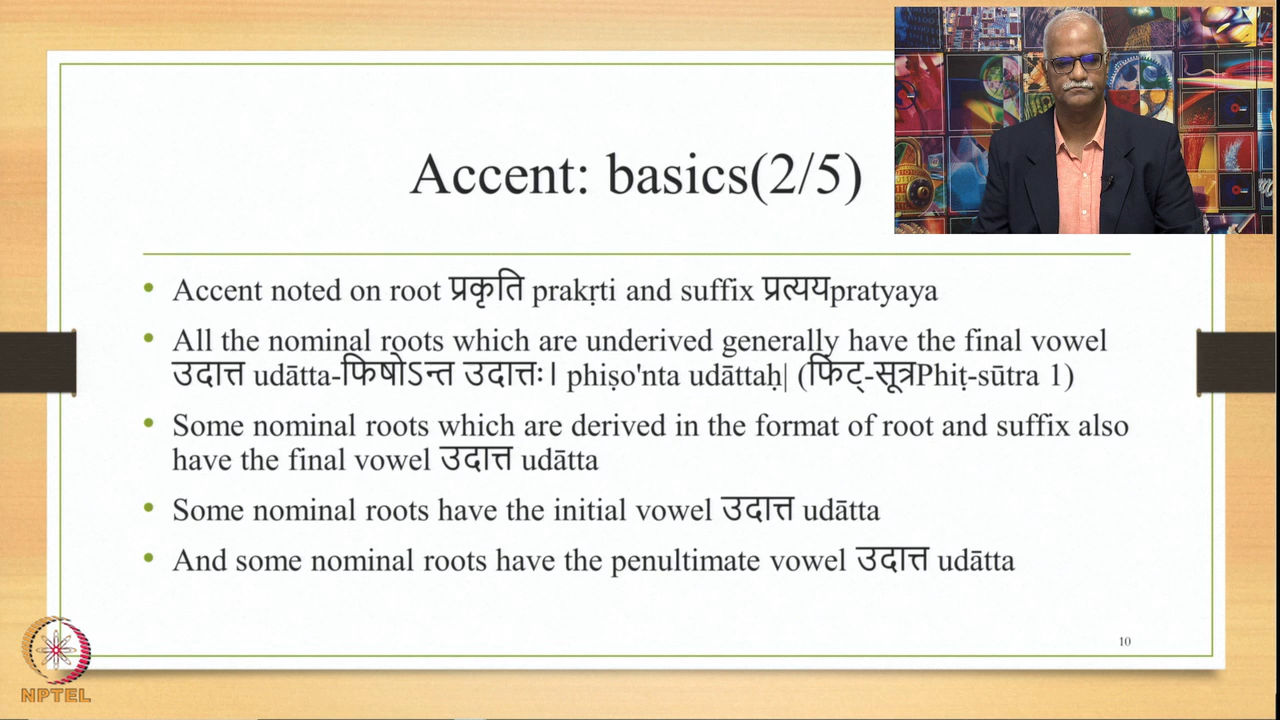 Accent: basics(2/5)
• Accent noted on root प्रकृति prakṛti and suffix प्रत्ययpratyaya
• All the nominal roots which are underived generally have the final vowel
उदात्त udātta-फिषोऽन्त उदात्तः। phiṣo'nta udāttaḥ| (फिट्-सूत्रPhiṭ-sūtra 1)
• Some nominal roots which are derived in the format of root and suffix also
have the final vowel उदात्त udātta
• Some nominal roots have the initial vowel उदात्त udātta
• And some nominal roots have the penultimate vowel उदात्त udātta
10
NPTEL